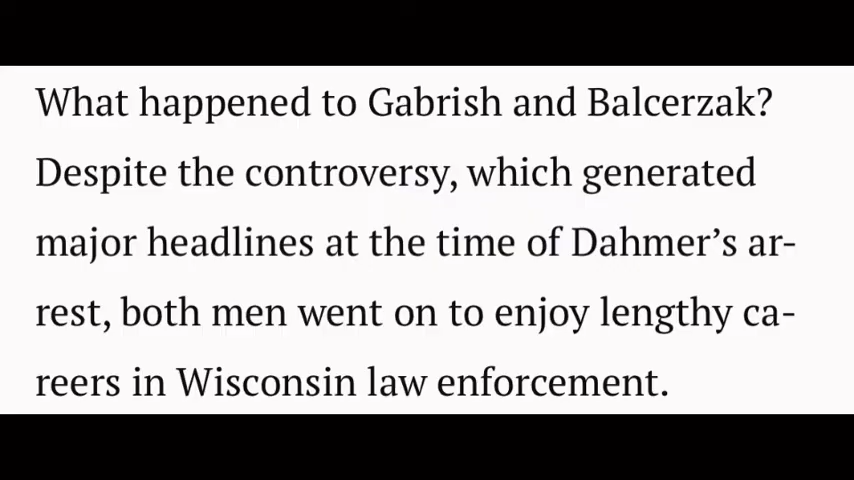 What happened to Gabrish and Balcerzak?
Despite the controversy, which generated
major headlines at the time of Dahmer’s ar-
rest, both men went on to enjoy lengthy ca-
reers in Wisconsin law enforcement.